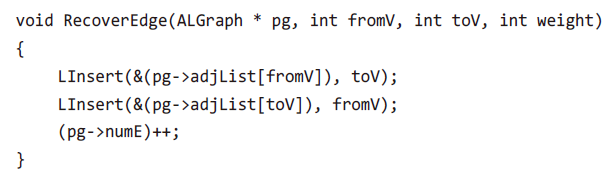 void RecoverEdge(ALGraph * pg, int fromV, int toV, int weight)
{
    LInsert(&(pg->adjList[fromV]), toV);
    LInsert(&(pg->adjList[toV]), fromV);
    (pg->numE)++;
}